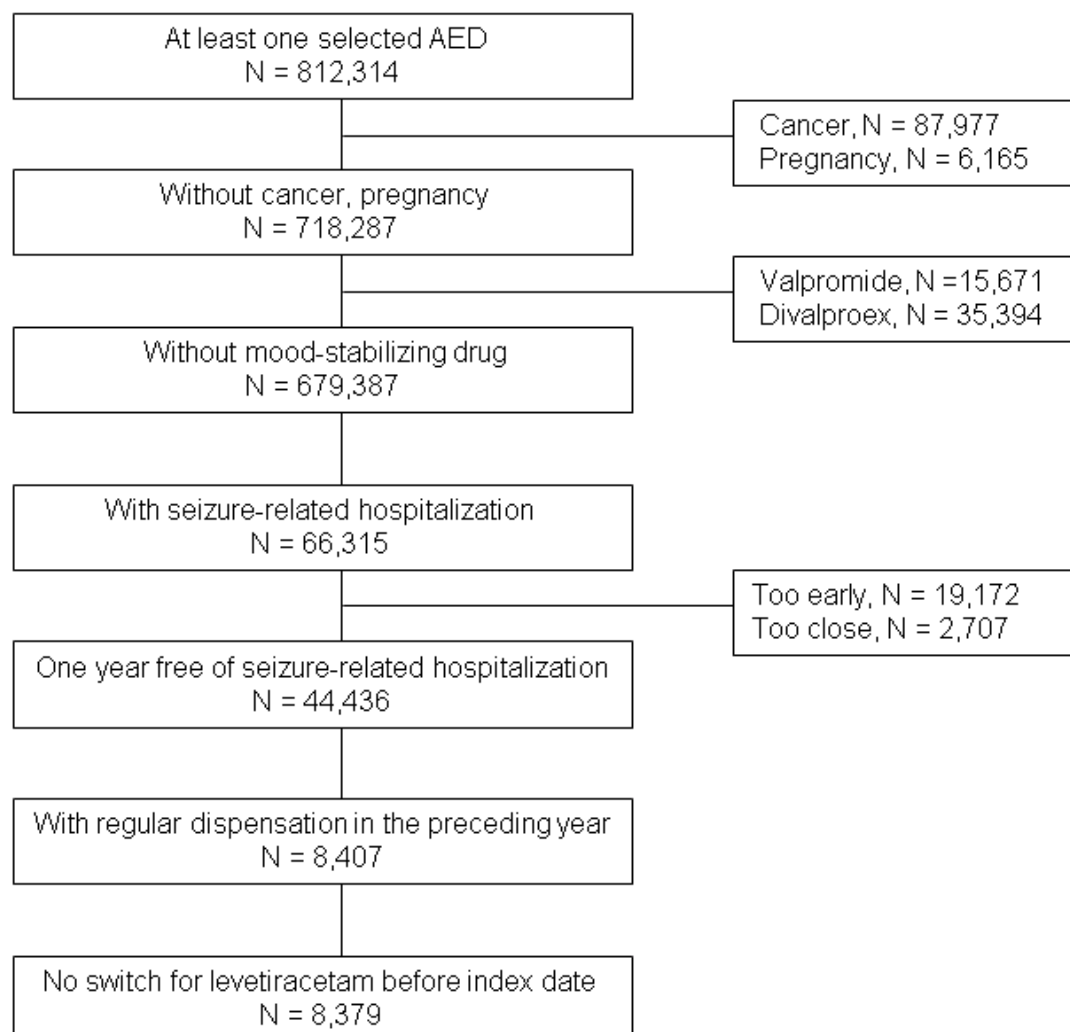 At least one selected AED
N = 812,314
Cancer, N = 87,977
Pregnancy, N = 6,165
Without cancer, pregnancy
N = 718,287
Valpromide, N =15,671
Divalproex, N = 35,394
Without mood-stabilizing drug
N = 679,387
With seizure-related hospitalization
N = 66,315
Too early, N = 19,172
Too close, N = 2,707
One year free of seizure-related hospitalization
N = 44,436
With regular dispensation in the preceding year
N = 8,407
No switch for levetiracetam before index date
N = 8,379